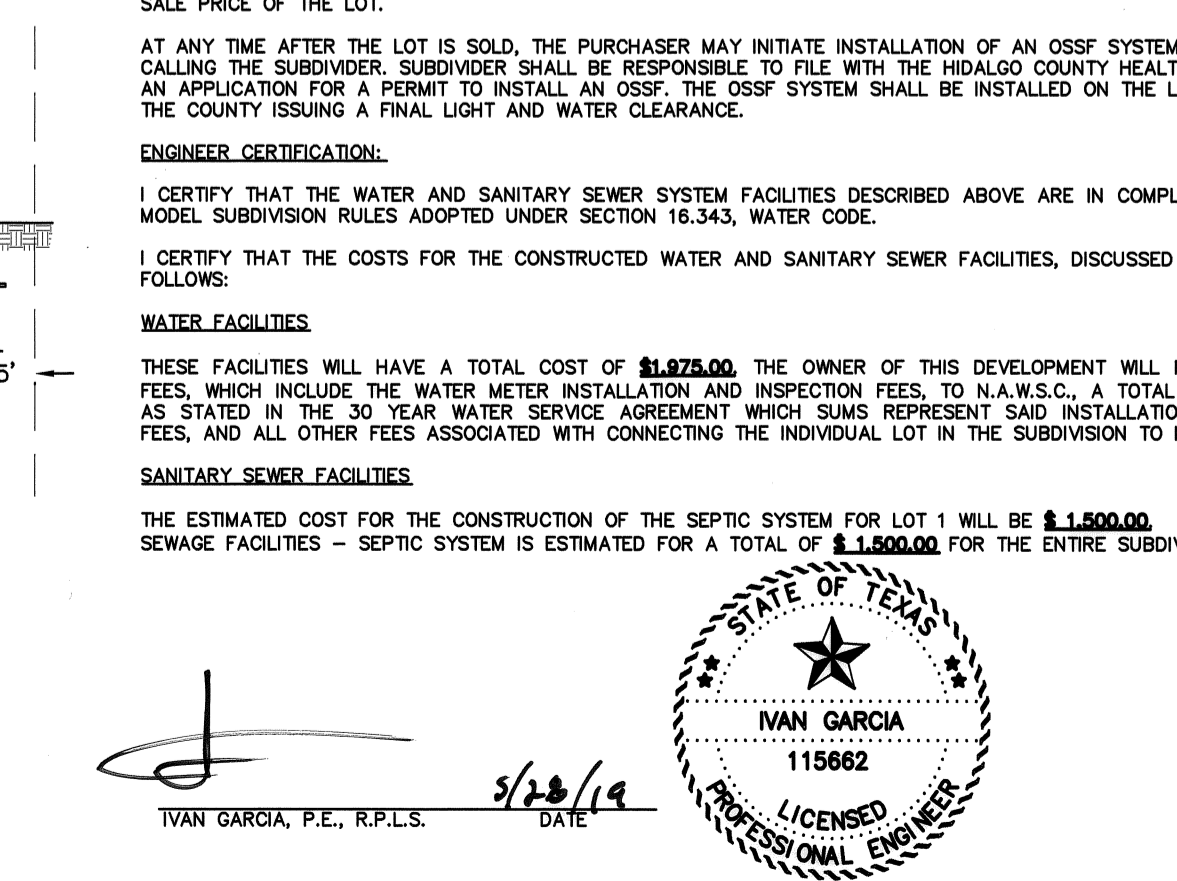 SALE PRICE OF THE LOT.
AT ANY TIME AFTER THE LOT IS SOLD, THE PURCHASER MAY INITIATE INSTALLATION OF AN OSSF SYSTEM
CALLING THE SUBDIVIDER. SUBDIVIDER SHALL BE RESPONSIBLE TO FILE WITH THE HIDALGO COUNTY HEALT
AN APPLICATION FOR A PERMIT TO INSTALL AN OSSF. THE OSSF SYSTEM SHALL BE INSTALLED ON THE L
THE COUNTY ISSUING A FINAL LIGHT AND WATER CLEARANCE.
ENGINEER CERTIFICATION:
I CERTIFY THAT THE WATER AND SANITARY SEWER SYSTEM FACILITIES DESCRIBED ABOVE ARE IN COMPL
MODEL SUBDIVISION RULES ADOPTED UNDER SECTION 16.343, WATER CODE.
I CERTIFY THAT THE COSTS FOR THE CONSTRUCTED WATER AND SANITARY SEWER FACILITIES, DISCUSSED
FOLLOWS:
WATER FACILITIES
5'
THESE FACILITIES WILL HAVE A TOTAL COST OF $1,975.00. THE OWNER OF THIS DEVELOPMENT WILL
FEES, WHICH INCLUDE THE WATER METER INSTALLATION AND INSPECTION FEES, TO N.A.W.S.C., A TOTAL
AS STATED IN THE 30 YEAR WATER SERVICE AGREEMENT WHICH SUMS REPRESENT SAID INSTALLATIO
FEES, AND ALL OTHER FEES ASSOCIATED WITH CONNECTING THE INDIVIDUAL LOT IN THE SUBDIVISION TO
SANITARY SEWER FACILITIES
THE ESTIMATED COST FOR THE CONSTRUCTION OF THE SEPTIC SYSTEM FOR LOT 1 WILL BE $ 1,500.00.
SEWAGE FACILITIES – SEPTIC SYSTEM IS ESTIMATED FOR A TOTAL OF $ 1,500.00 FOR THE ENTIRE SUBDIV
STATE OF TEXAS
IVAN GARCIA
115662
LICENSED
PROFESSIONAL ENGINEER
5/28/19
IVAN GARCIA, P.E., R.P.L.S.
DATE